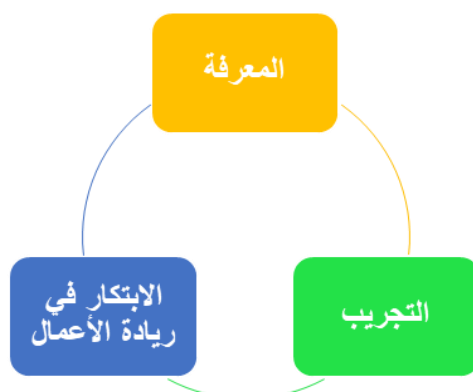 المعرفة
التجريب
الابتكار في
ريادة الأعمال